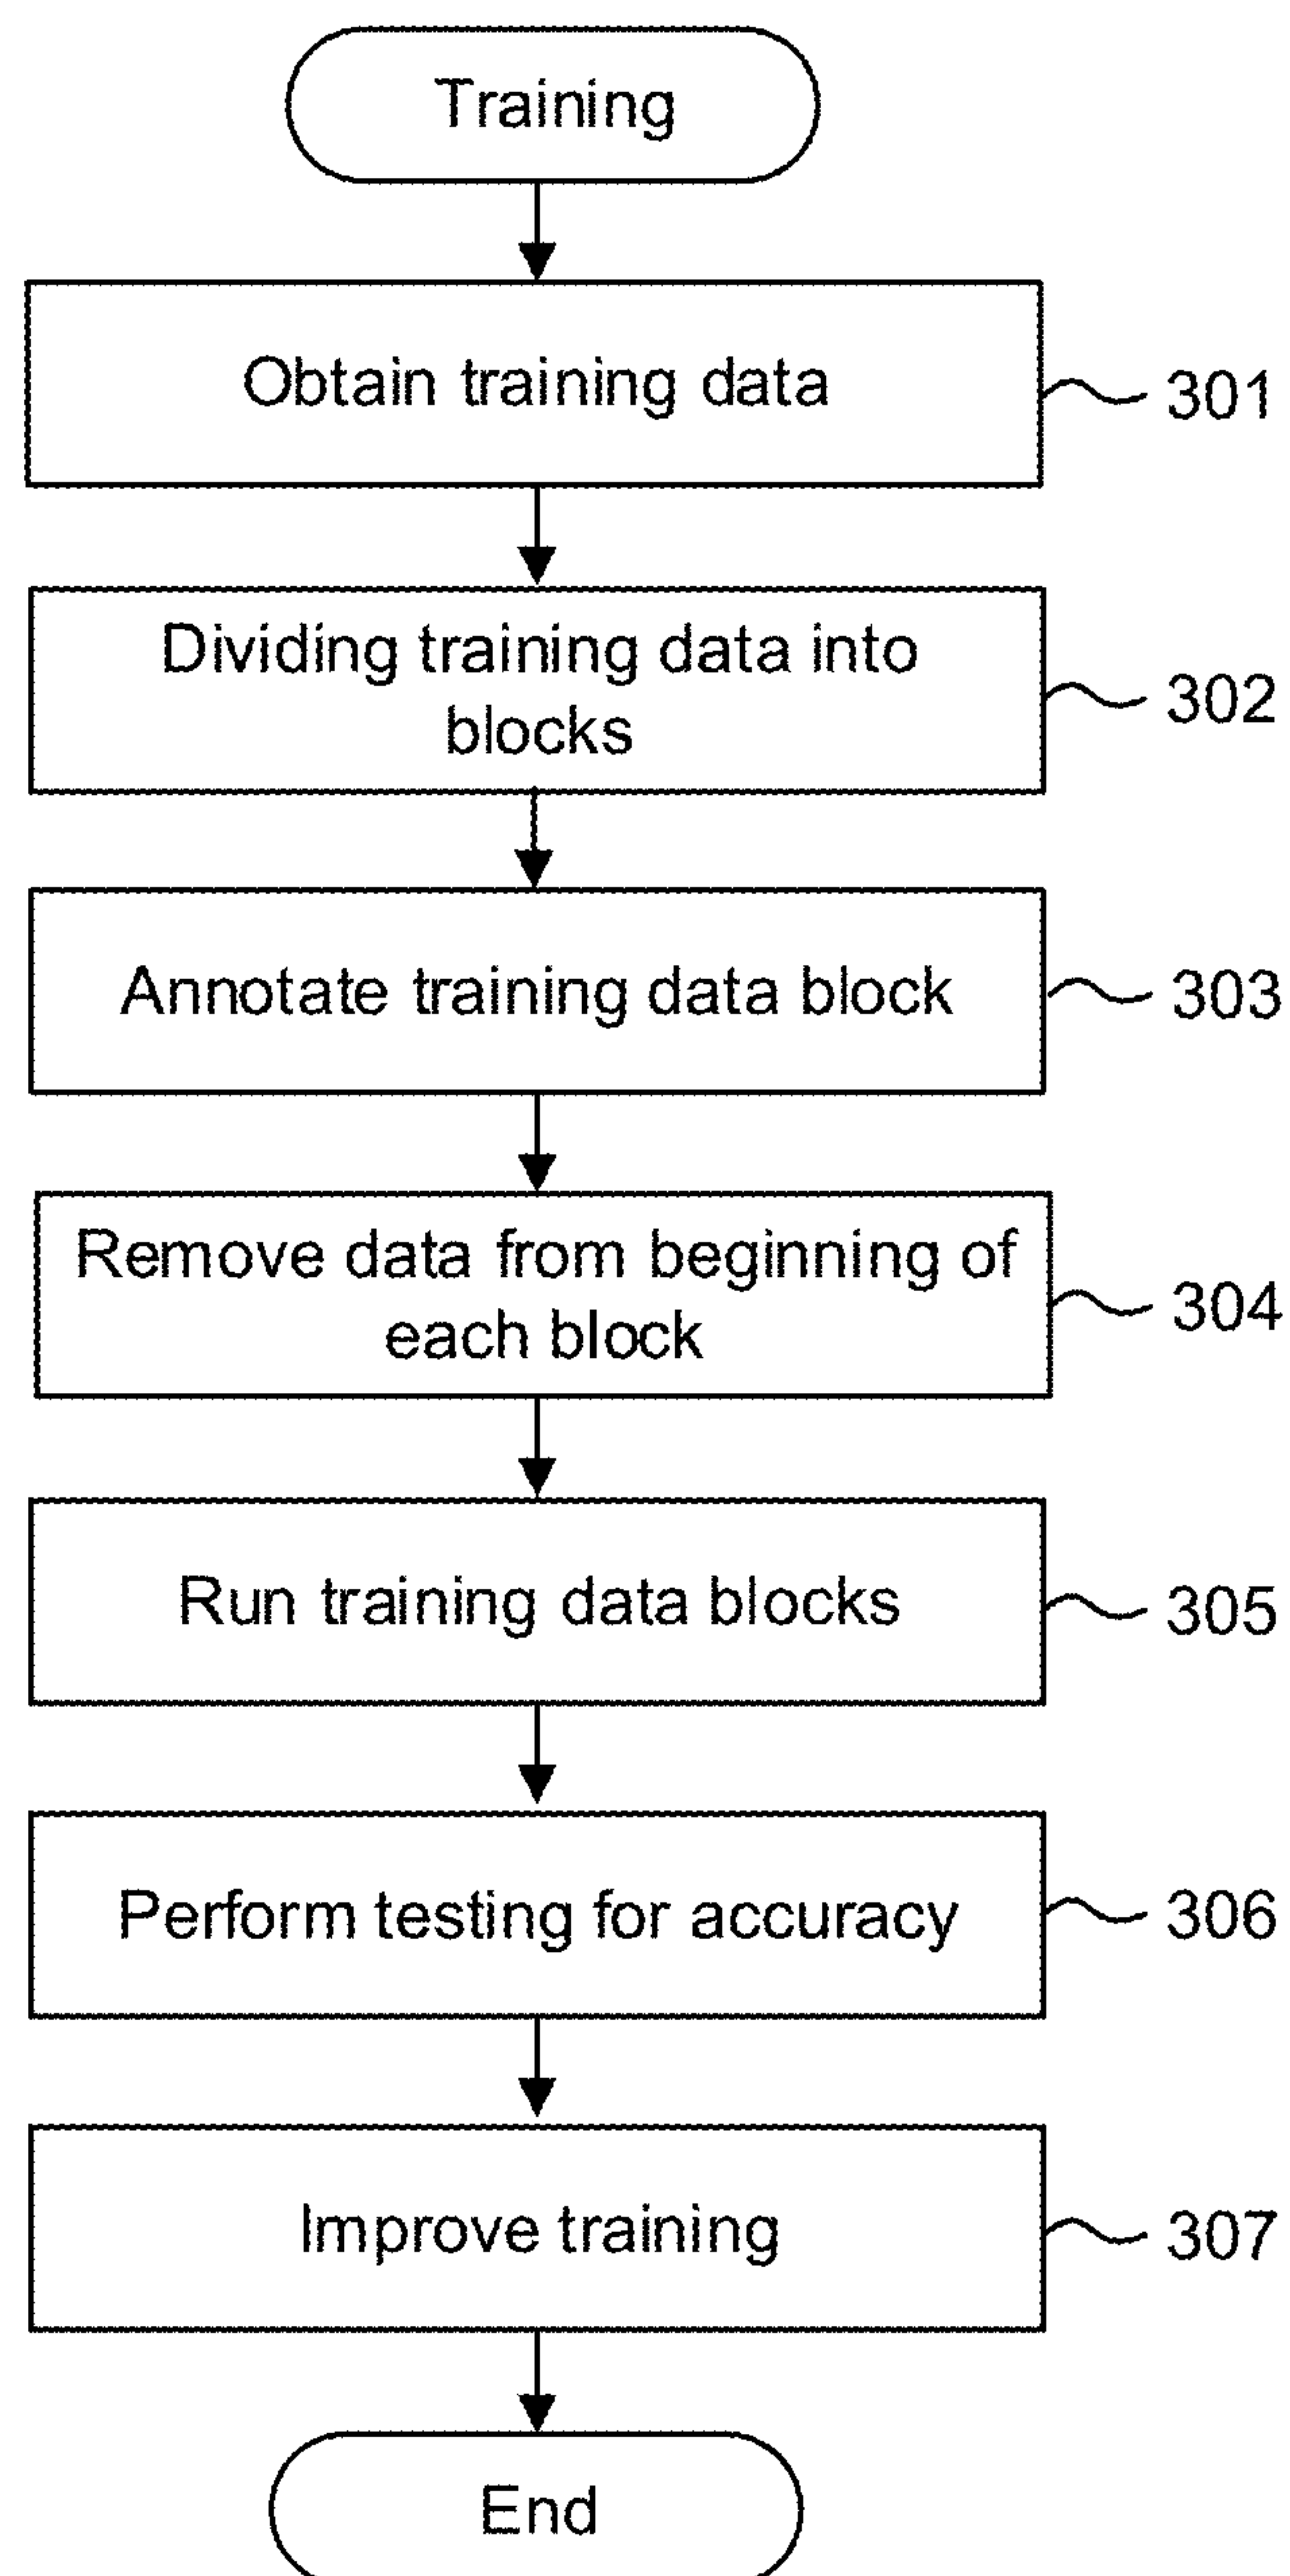 Training
Obtain training data
301
Dividing training data into
blocks
302
Annotate training data block
303
Remove data from beginning of
each block
304
Run training data blocks
305
Perform testing for accuracy
306
Improve training
307
End